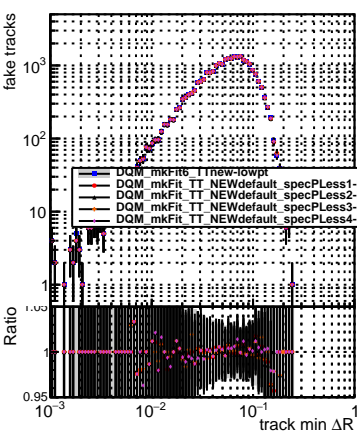 fake tracks
10³
10²
10
1
DQM_mkFit6_TTnew-lowpt
DQM_mkFit_TT_NEWdefault_specPLess1-
DQM_mkFit_TT_NEWdefault_specPLess2-
DQM_mkFit_TT_NEWdefault_specPLess3-
DQM_mkFit_TT_NEWdefault_specPLess4-
Ratio
1.05
1
0.95
10⁻³ 10⁻² 10⁻¹ 1
track min ΔR